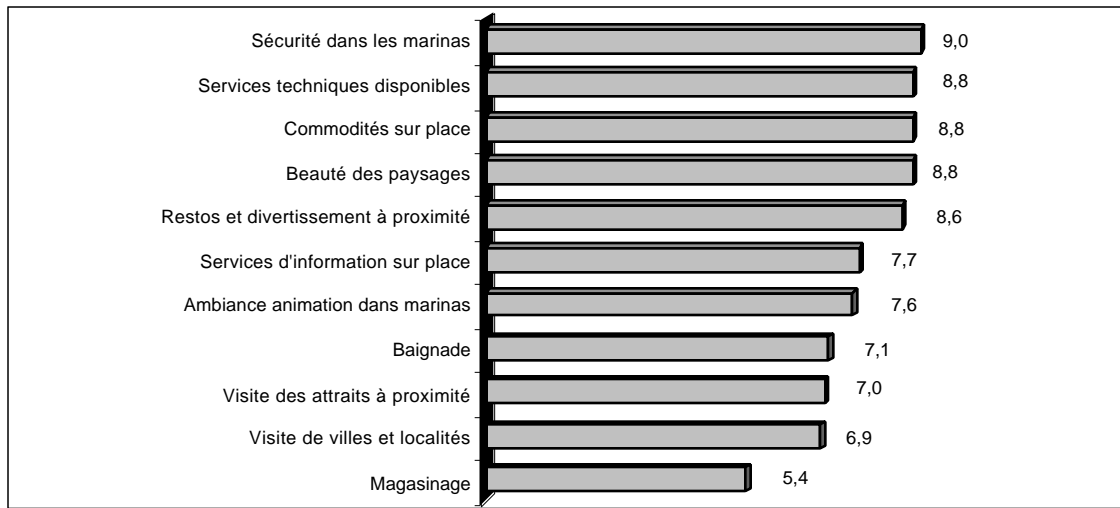 Sécurité dans les marinas 9,0
Services techniques disponibles 8,8
Commodités sur place 8,8
Beauté des paysages 8,8
Restos et divertissement à proximité 8,6
Services d'information sur place 7,7
Ambiance animation dans marinas 7,6
Baignade 7,1
Visite des attraits à proximité 7,0
Visite de villes et localités 6,9
Magasinage 5,4